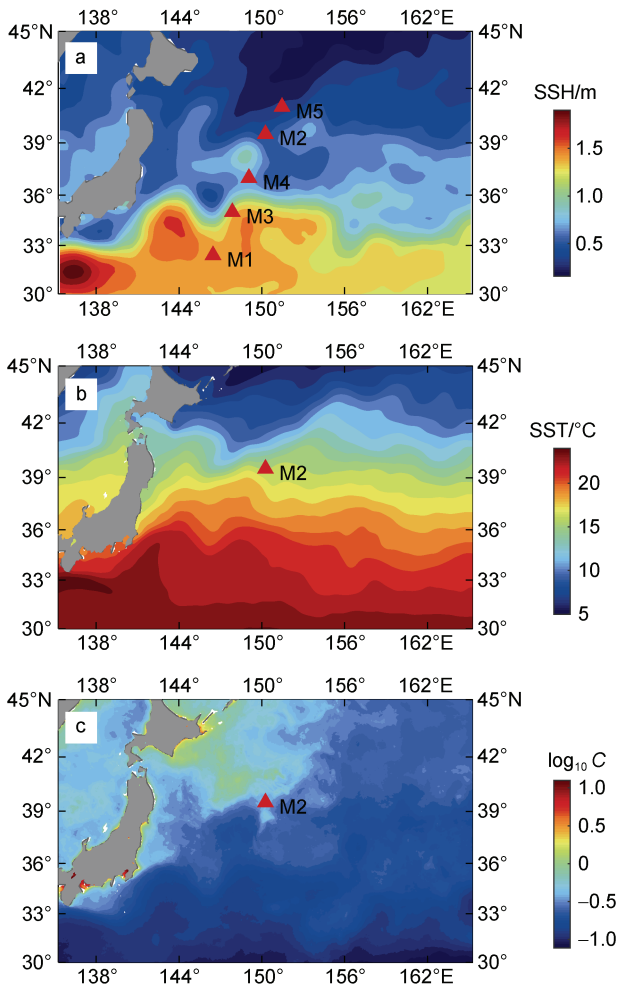 138° 144° 150° 156° 162°
45°N a 45°N
42° 42°
M5
39° M2 39°
M4
36° 36°
M3
33° M1 33°
30° 30°
138° 144° 150° 156° 162°E
SSH/m
1.5
1.0
0.5
138° 144° 150° 156° 162°
45°N b 45°N
42° 42°
39° M2 39°
36° 36°
33° 33°
30° 30°
138° 144° 150° 156° 162°E
SST/°C
20
15
10
5
138° 144° 150° 156° 162°
45°N c 45°N
42° 42°
39° M2 39°
36° 36°
33° 33°
30° 30°
138° 144° 150° 156° 162°E
log₁₀ C
1.0
0.5
0
−0.5
−1.0